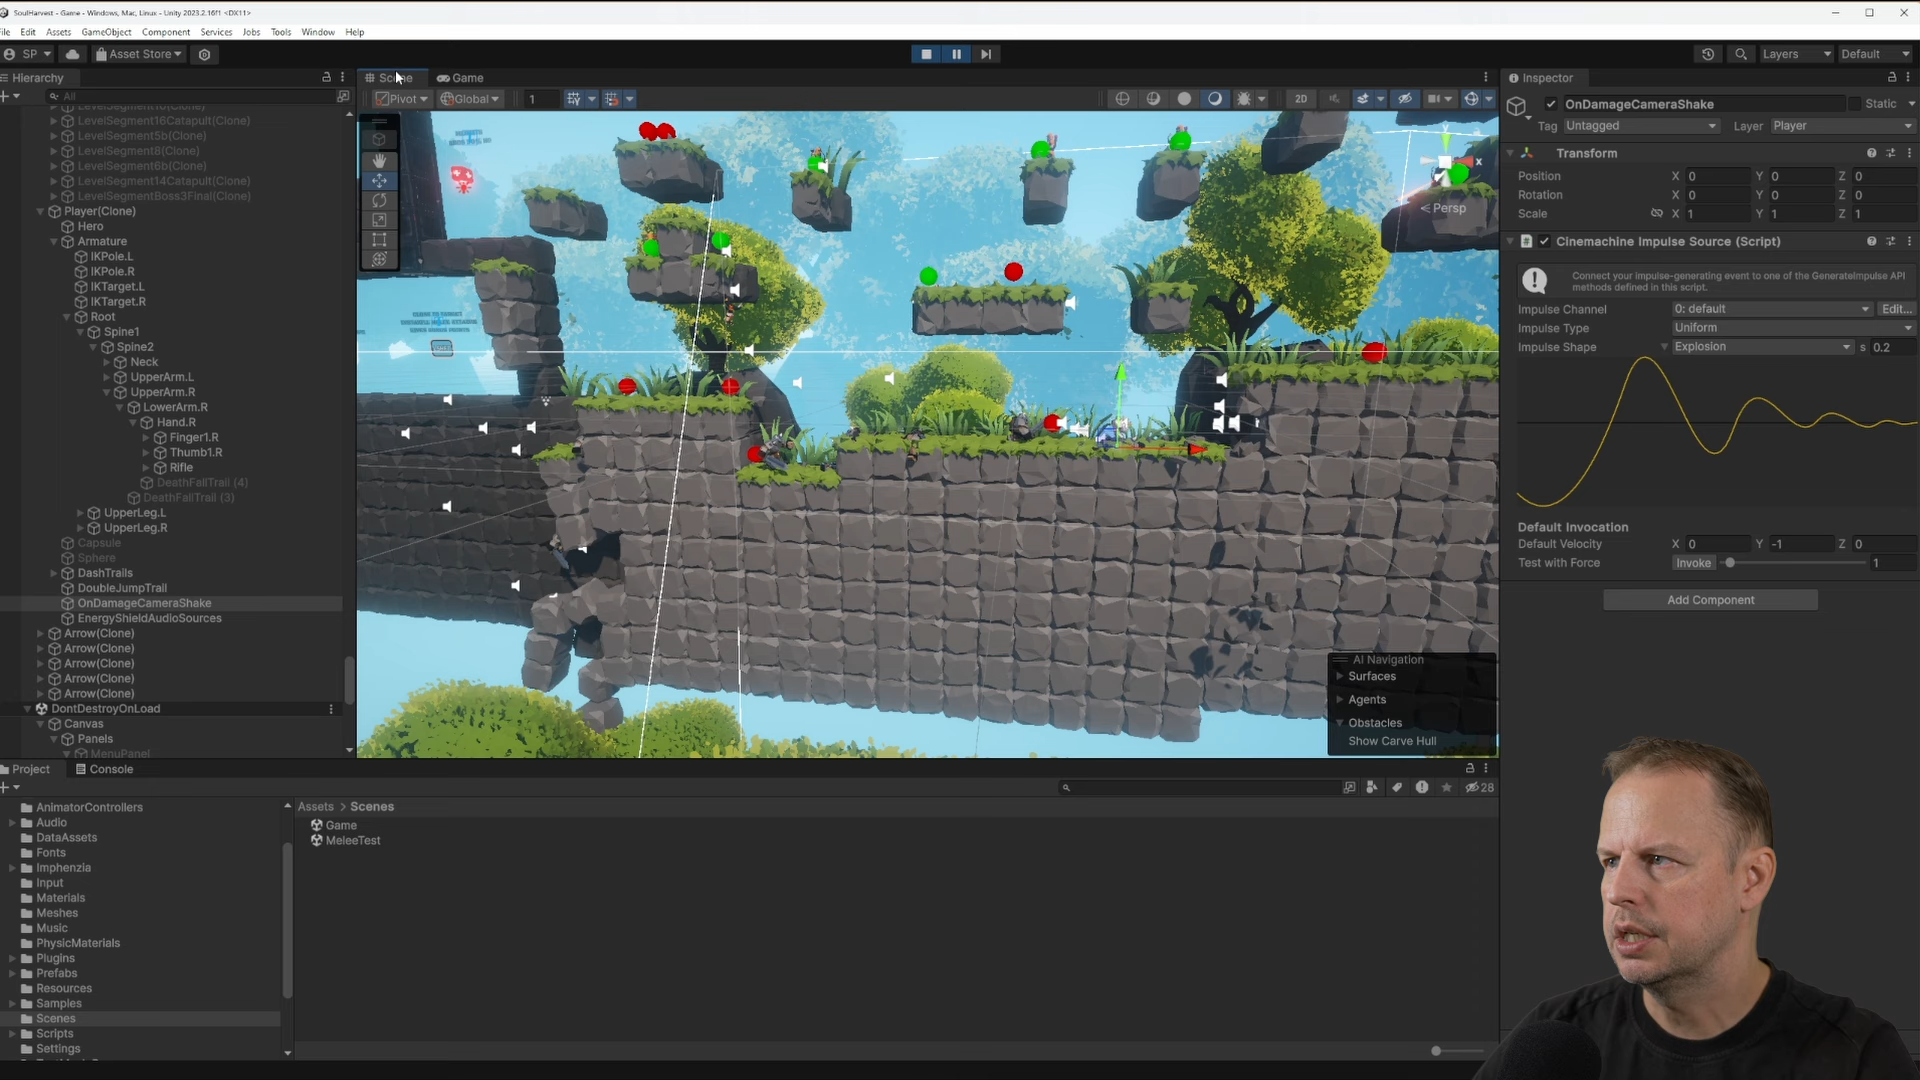 SoulHarvest - Game - Windows, Mac, Linux - Unity 2023.2.16f1 <DX11>
File Edit Assets GameObject Component Services Jobs Tools Window Help
SP Asset Store Layers Default
Hierarchy
All
LevelSegment16Catapult(Clone)
LevelSegment5b(Clone)
LevelSegment8(Clone)
LevelSegment6b(Clone)
LevelSegment14Catapult(Clone)
LevelSegmentBoss3Final(Clone)
Player(Clone)
Hero
Armature
IKPole.L
IKPole.R
IKTarget.L
IKTarget.R
Root
Spine1
Spine2
Neck
UpperArm.L
UpperArm.R
LowerArm.R
Hand.R
Finger1.R
Thumb1.R
Rifle
DeathFallTrail (4)
DeathFallTrail (3)
UpperLeg.L
UpperLeg.R
Capsule
Sphere
DashTrails
DoubleJumpTrail
OnDamageCameraShake
EnergyShieldAudioSources
Arrow(Clone)
Arrow(Clone)
Arrow(Clone)
Arrow(Clone)
Arrow(Clone)
DontDestroyOnLoad
Canvas
Panels
MenuPanel
Scene Game
Pivot Global 1 2D
x
Persp
AI Navigation
Surfaces
Agents
Obstacles
Show Carve Hull
Inspector
OnDamageCameraShake Static
Tag Untagged Layer Player
Transform
Position X 0 Y 0 Z 0
Rotation X 0 Y 0 Z 0
Scale X 1 Y 1 Z 1
Cinemachine Impulse Source (Script)
Connect your impulse-generating event to one of the GenerateImpulse API
methods defined in this script.
Impulse Channel 0: default Edit...
Impulse Type Uniform
Impulse Shape Explosion s 0.2
Default Invocation
Default Velocity X 0 Y -1 Z 0
Test with Force Invoke 1
Add Component
Project Console
28
AnimatorControllers
Audio
DataAssets
Fonts
Imphenzia
Input
Materials
Meshes
Music
PhysicMaterials
Plugins
Prefabs
Resources
Samples
Scenes
Scripts
Settings
Assets > Scenes
Game
MeleeTest